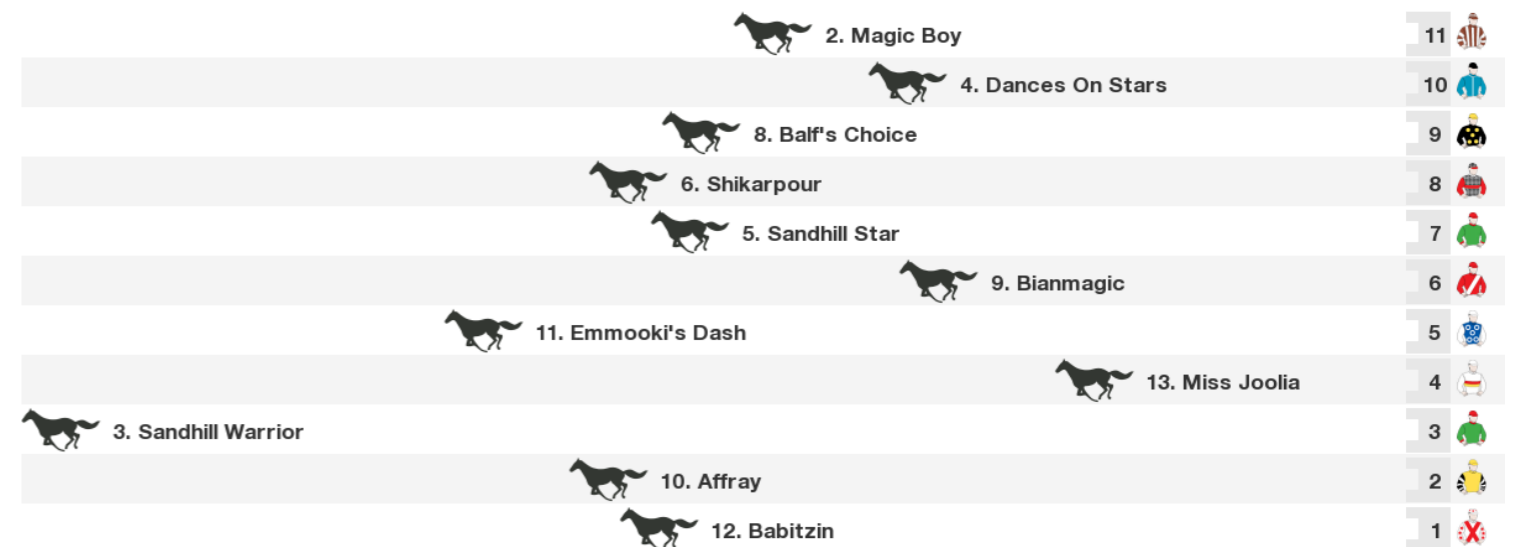 2. Magic Boy 11
4. Dances On Stars 10
8. Balf's Choice 9
6. Shikarpour 8
5. Sandhill Star 7
9. Bianmagic 6
11. Emmooki's Dash 5
13. Miss Joolia 4
3. Sandhill Warrior 3
10. Affray 2
12. Babitzin 1